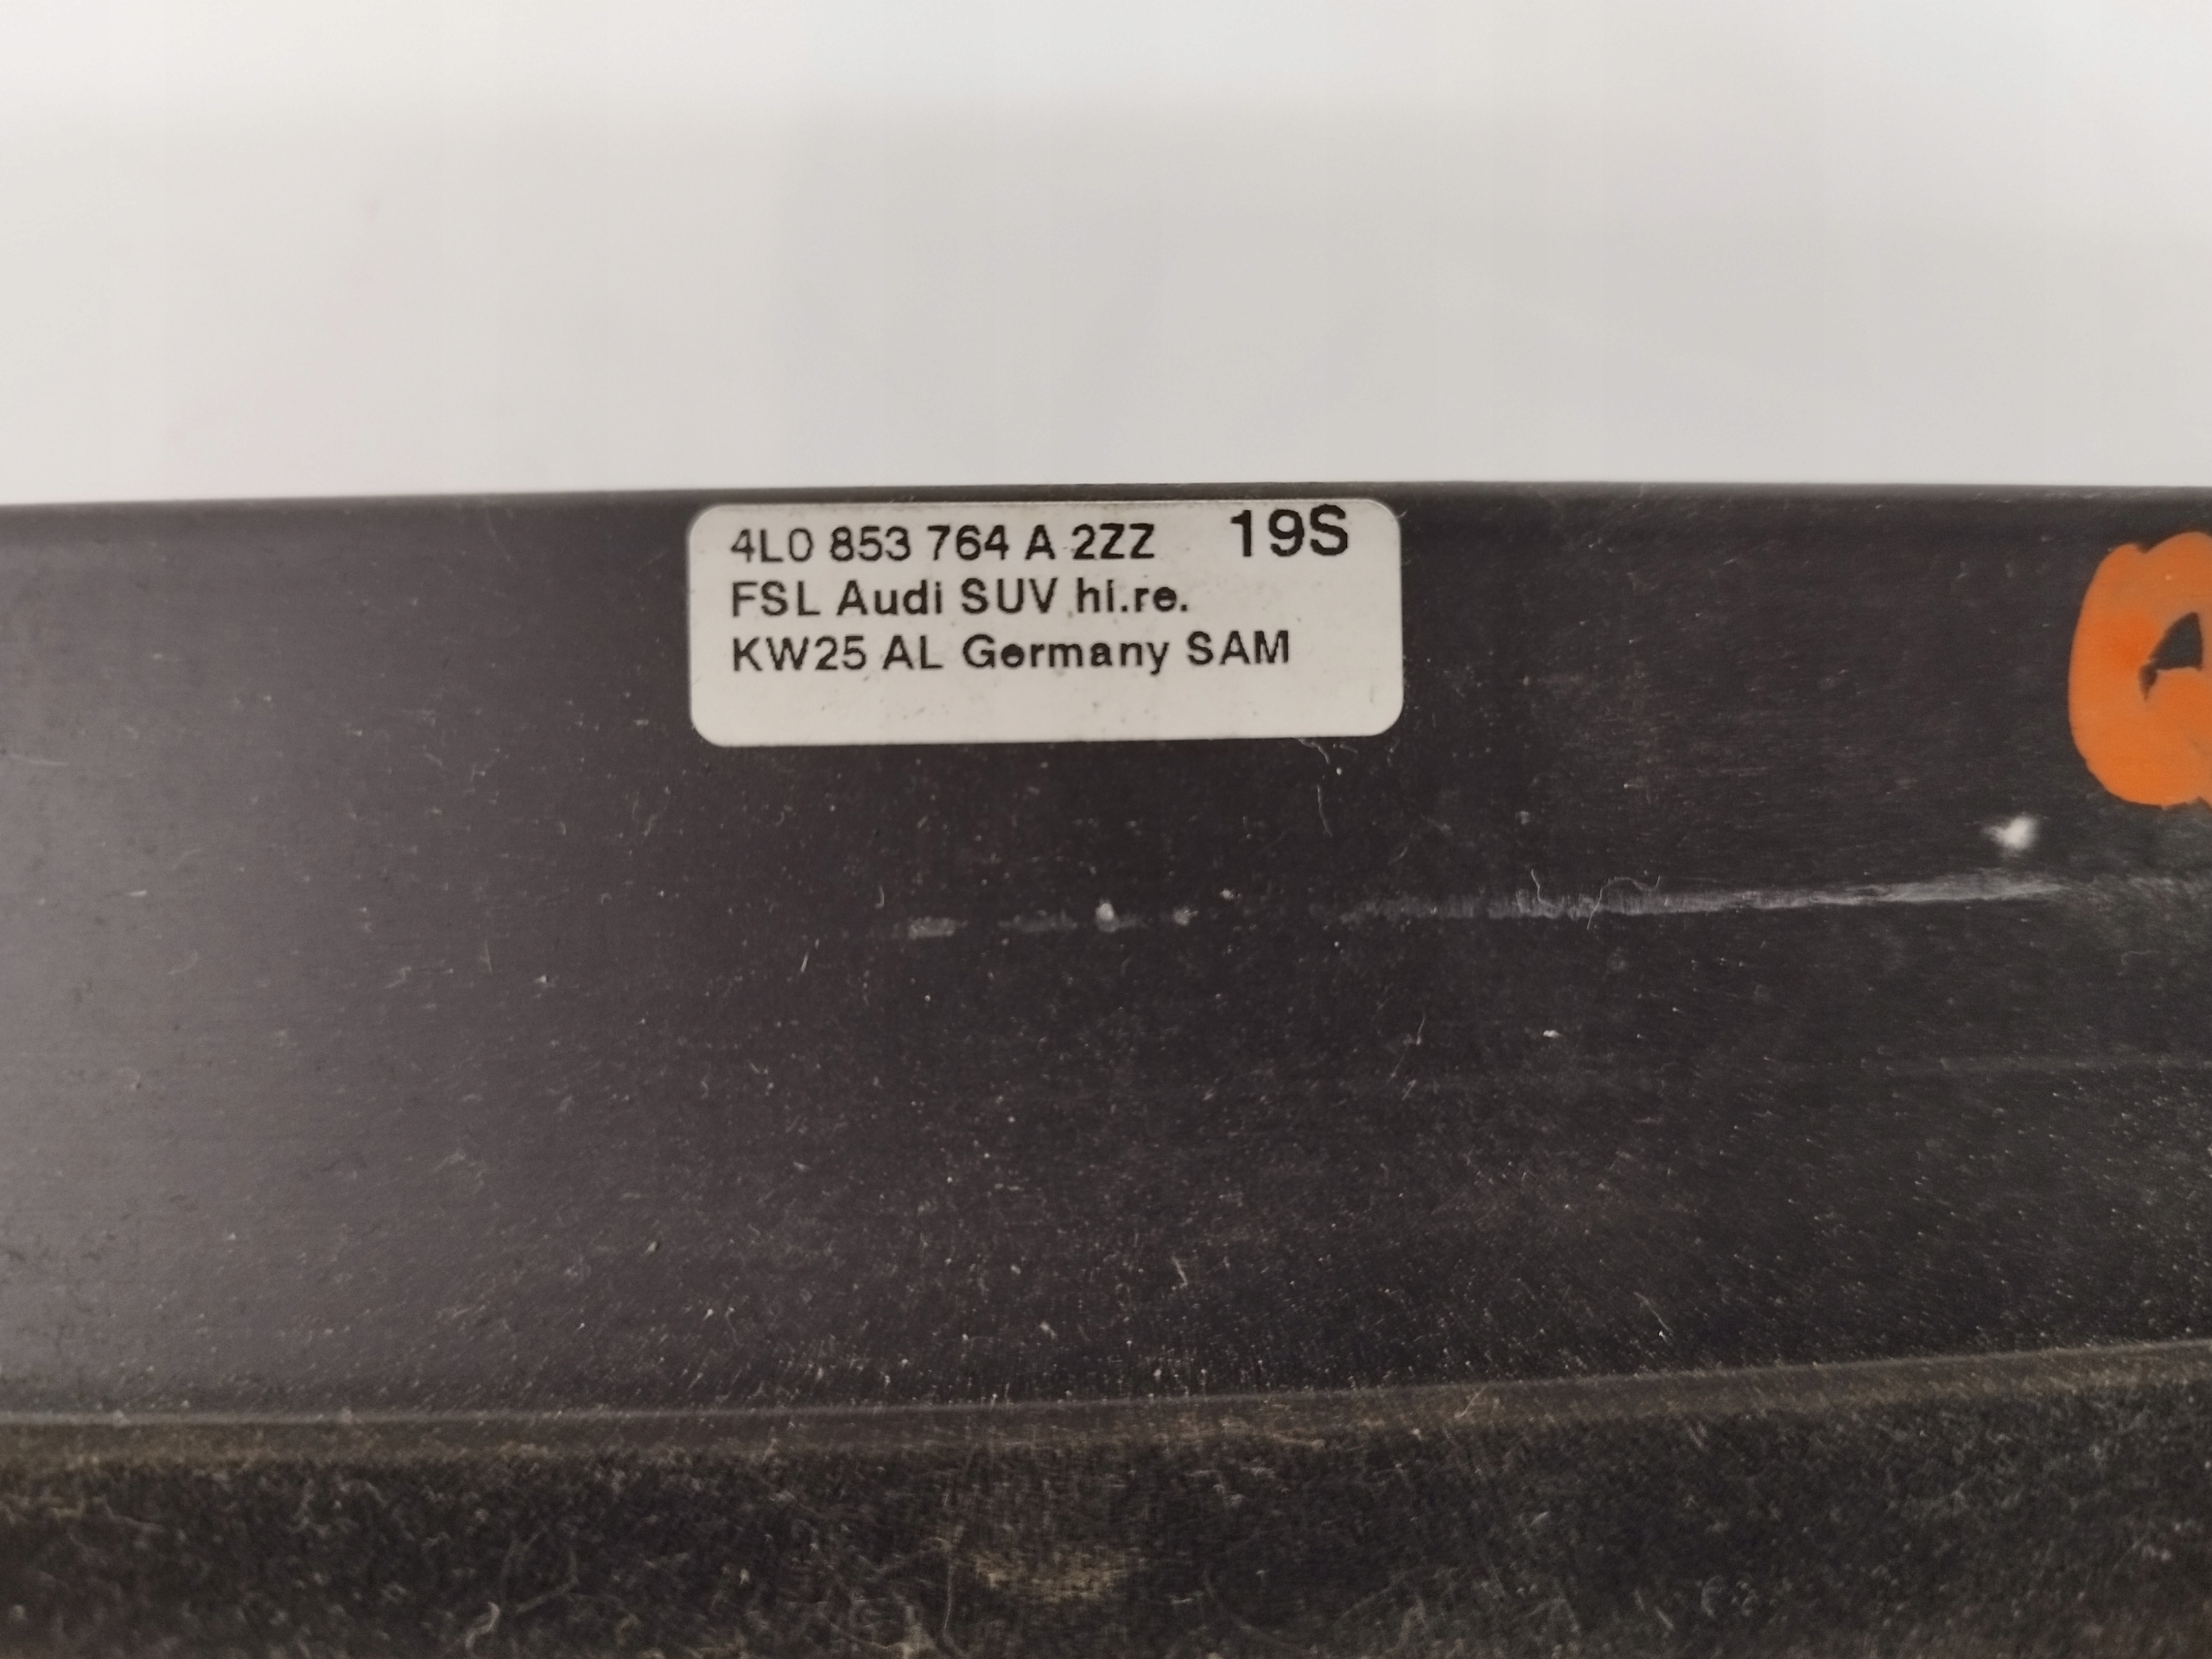 4L0 853 764 A 2ZZ 19S
FSL Audi SUV hi.re.
KW25 AL Germany SAM